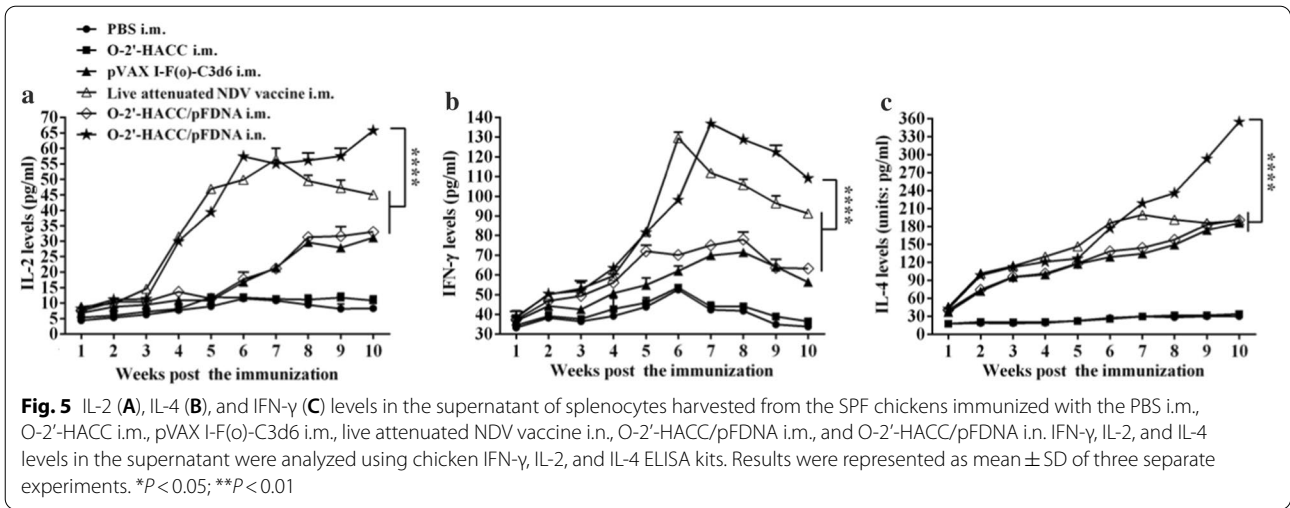 PBS i.m.
O-2'-HACC i.m.
pVAX I-F(o)-C3d6 i.m.
Live attenuated NDV vaccine i.m.
O-2'-HACC/pFDNA i.m.
O-2'-HACC/pFDNA i.n.
a
IL-2 levels (pg/ml)
70
65
60
55
50
45
40
35
30
25
20
15
10
5
0
****
1 2 3 4 5 6 7 8 9 10
Weeks post the immunization
b
IFN-γ levels (pg/ml)
140
130
120
110
100
90
80
70
60
50
40
30
****
1 2 3 4 5 6 7 8 9 10
Weeks post the immunization
c
IL-4 levels (units: pg/ml)
360
330
300
270
240
210
180
150
120
90
60
30
0
****
1 2 3 4 5 6 7 8 9 10
Weeks post the immunization
Fig. 5 IL-2 (A), IL-4 (B), and IFN-γ (C) levels in the supernatant of splenocytes harvested from the SPF chickens immunized with the PBS i.m.,
O-2'-HACC i.m., pVAX I-F(o)-C3d6 i.m., live attenuated NDV vaccine i.n., O-2'-HACC/pFDNA i.m., and O-2'-HACC/pFDNA i.n. IFN-γ, IL-2, and IL-4
levels in the supernatant were analyzed using chicken IFN-γ, IL-2, and IL-4 ELISA kits. Results were represented as mean ± SD of three separate
experiments. *P < 0.05; **P < 0.01